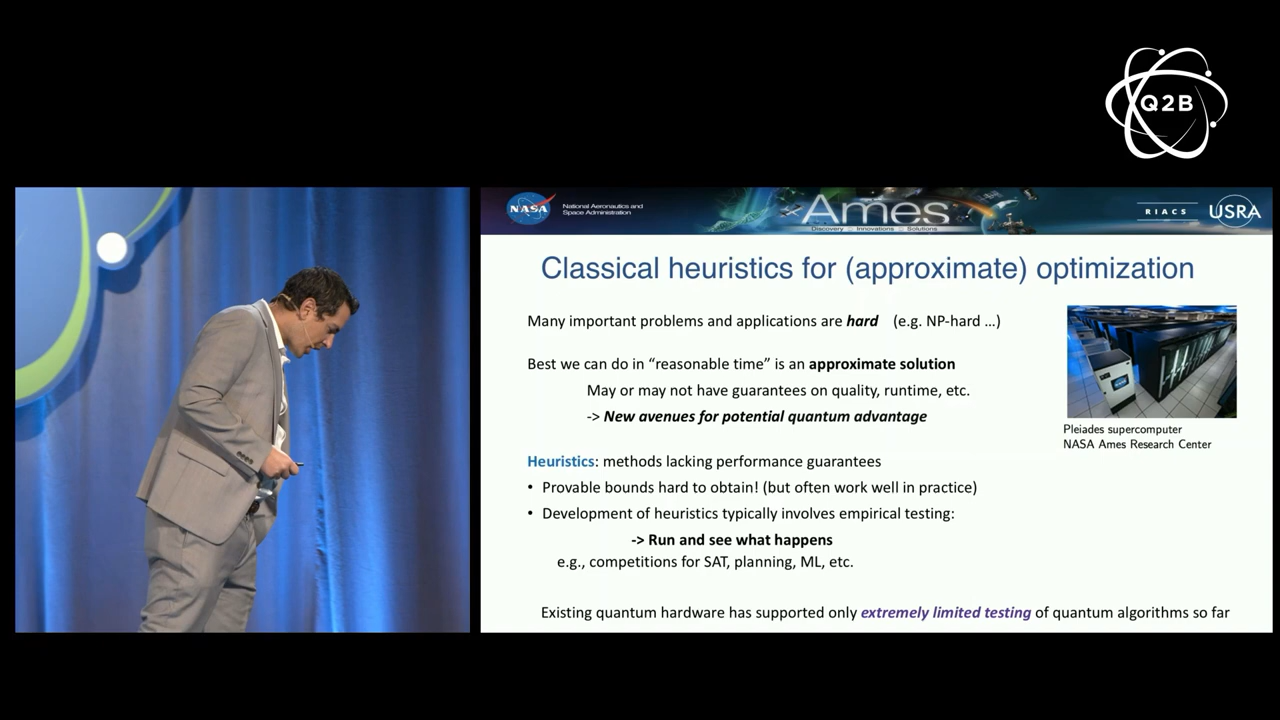 Q2B
NASA
National Aeronautics and
Space Administration
Ames
Discovery :: Innovations :: Solutions
RIACS
USRA
Classical heuristics for (approximate) optimization
Many important problems and applications are hard (e.g. NP-hard …)
Best we can do in “reasonable time” is an approximate solution
May or may not have guarantees on quality, runtime, etc.
-> New avenues for potential quantum advantage
Pleiades supercomputer
NASA Ames Research Center
Heuristics: methods lacking performance guarantees
• Provable bounds hard to obtain! (but often work well in practice)
• Development of heuristics typically involves empirical testing:
-> Run and see what happens
e.g., competitions for SAT, planning, ML, etc.
Existing quantum hardware has supported only extremely limited testing of quantum algorithms so far